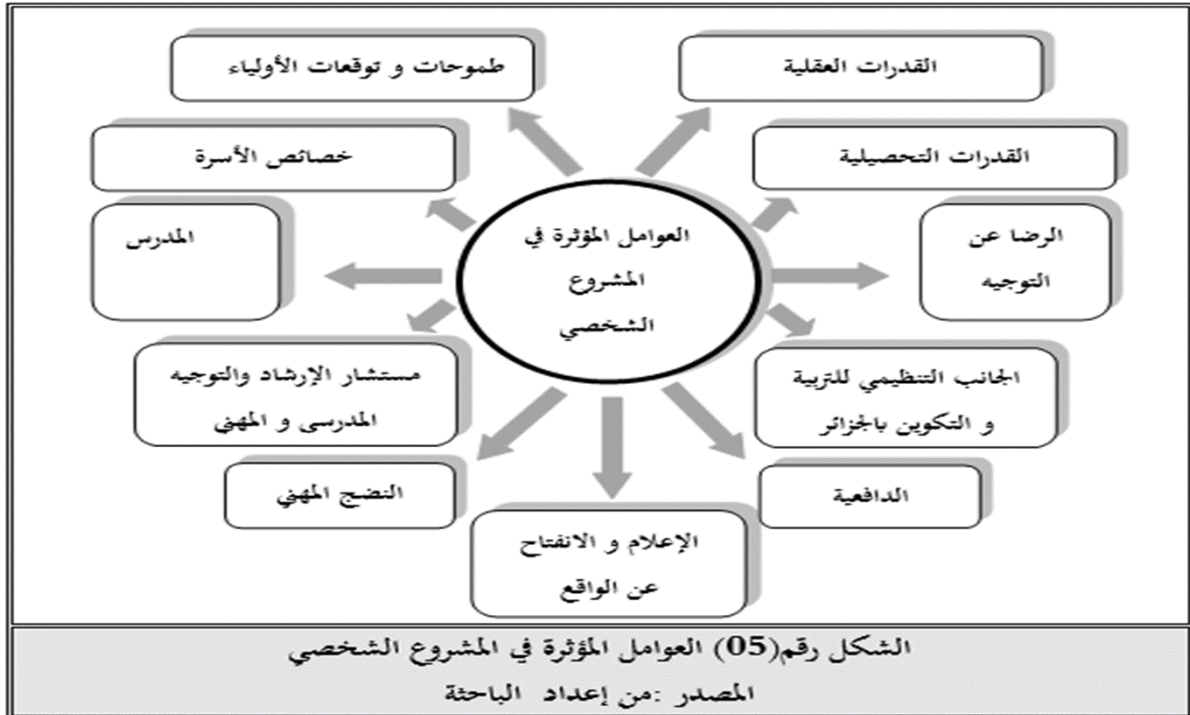 القدرات العقلية
طموحات و توقعات الأولياء
القدرات التحصيلية
خصائص الأسرة
الرضا عن
التوجيه
المدرس
العوامل المؤثرة في
المشروع
الشخصي
الجانب التنظيمي للتربية
و التكوين بالجزائر
مستشار الإرشاد والتوجيه
المدرسي و المهني
الدافعية
النضج المهني
الإعلام و الانفتاح
عن الواقع
الشكل رقم(05) العوامل المؤثرة في المشروع الشخصي
المصدر :من إعداد الباحثة